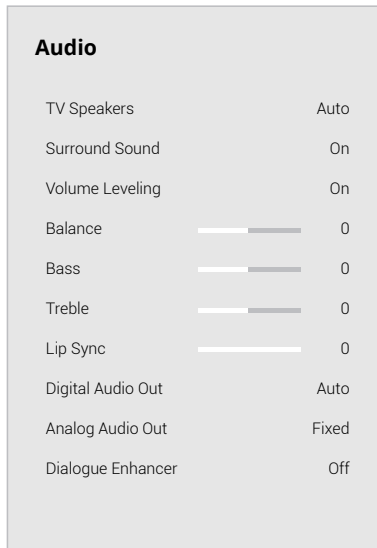 Audio
TV Speakers Auto
Surround Sound On
Volume Leveling On
Balance 0
Bass 0
Treble 0
Lip Sync 0
Digital Audio Out Auto
Analog Audio Out Fixed
Dialogue Enhancer Off